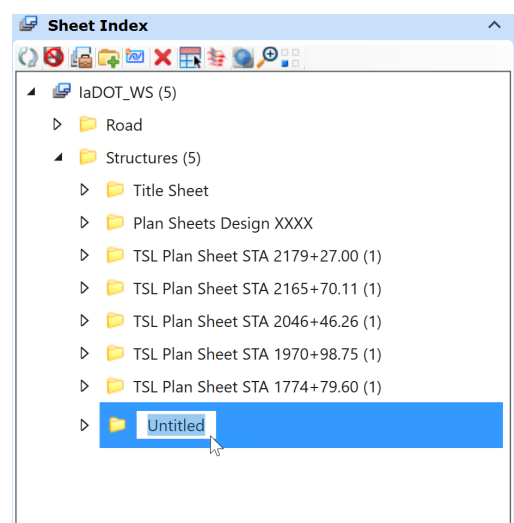 Sheet Index
IaDOT_WS (5)
Road
Structures (5)
Title Sheet
Plan Sheets Design XXXX
TSL Plan Sheet STA 2179+27.00 (1)
TSL Plan Sheet STA 2165+70.11 (1)
TSL Plan Sheet STA 2046+46.26 (1)
TSL Plan Sheet STA 1970+98.75 (1)
TSL Plan Sheet STA 1774+79.60 (1)
Untitled